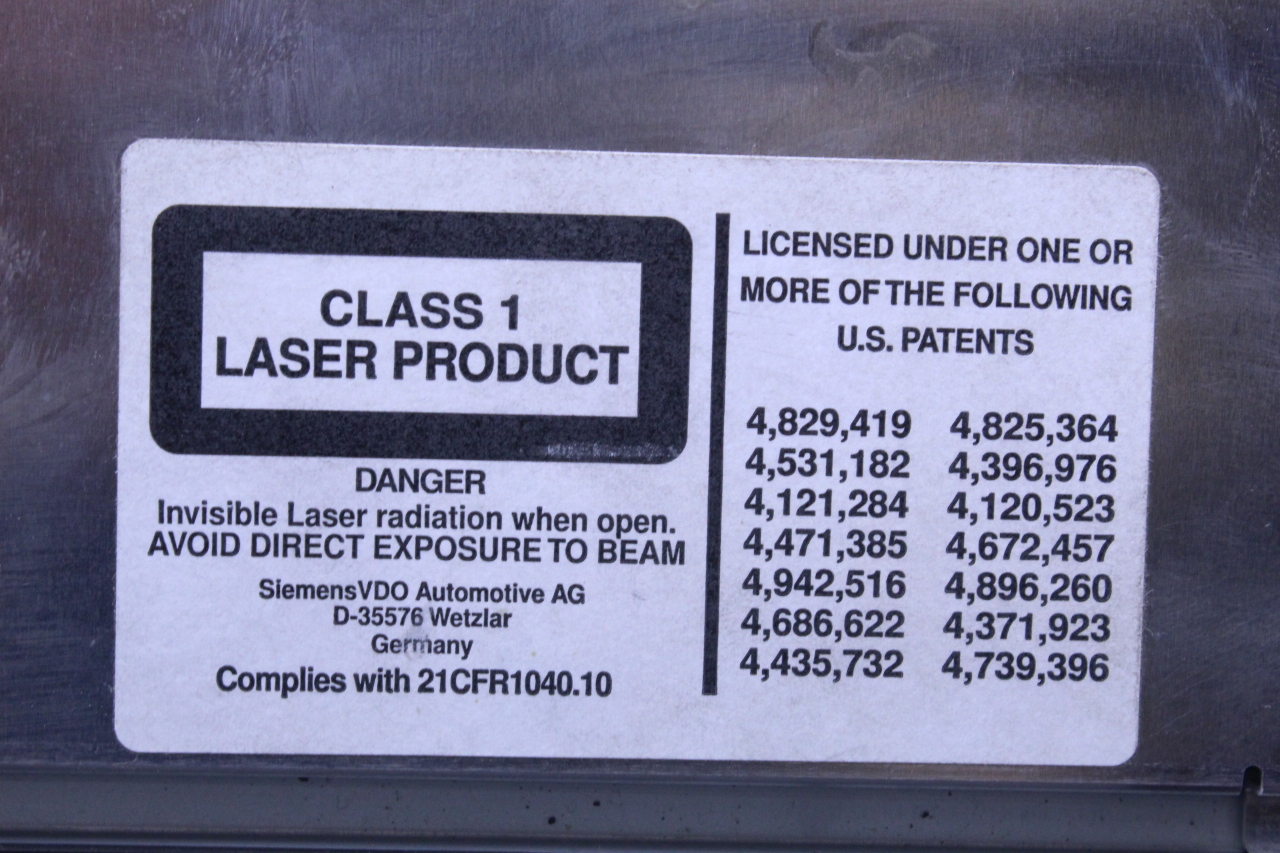 CLASS 1
LASER PRODUCT
DANGER
Invisible Laser radiation when open.
AVOID DIRECT EXPOSURE TO BEAM
SiemensVDO Automotive AG
D-35576 Wetzlar
Germany
Complies with 21CFR1040.10
LICENSED UNDER ONE OR
MORE OF THE FOLLOWING
U.S. PATENTS
4,829,419 4,825,364
4,531,182 4,396,976
4,121,284 4,120,523
4,471,385 4,672,457
4,942,516 4,896,260
4,686,622 4,371,923
4,435,732 4,739,396